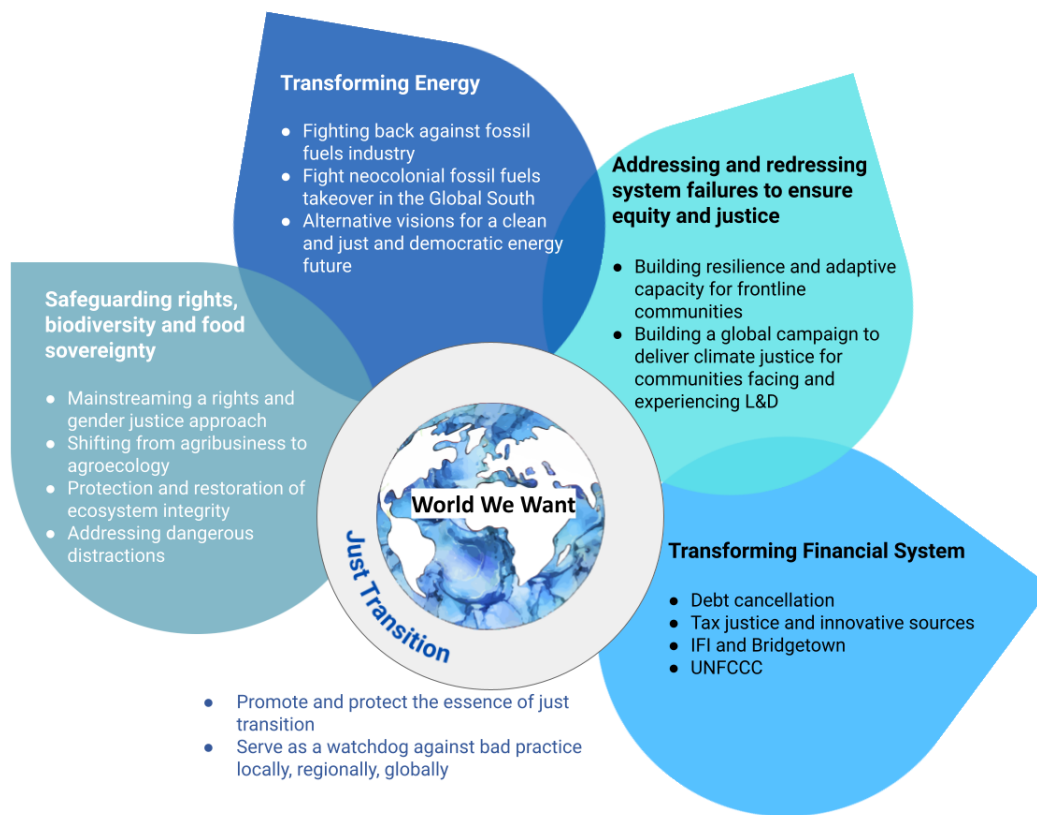 Transforming Energy
● Fighting back against fossil
fuels industry
● Fight neocolonial fossil fuels
takeover in the Global South
● Alternative visions for a clean
and just and democratic energy
future
Addressing and redressing
system failures to ensure
equity and justice
● Building resilience and adaptive
capacity for frontline
communities
● Building a global campaign to
deliver climate justice for
communities facing and
experiencing L&D
Safeguarding rights,
biodiversity and food
sovereignty
● Mainstreaming a rights and
gender justice approach
● Shifting from agribusiness to
agroecology
● Protection and restoration of
ecosystem integrity
● Addressing dangerous
distractions
World We Want
Just Transition
Transforming Financial System
● Debt cancellation
● Tax justice and innovative sources
● IFI and Bridgetown
● UNFCCC
● Promote and protect the essence of just
transition
● Serve as a watchdog against bad practice
locally, regionally, globally